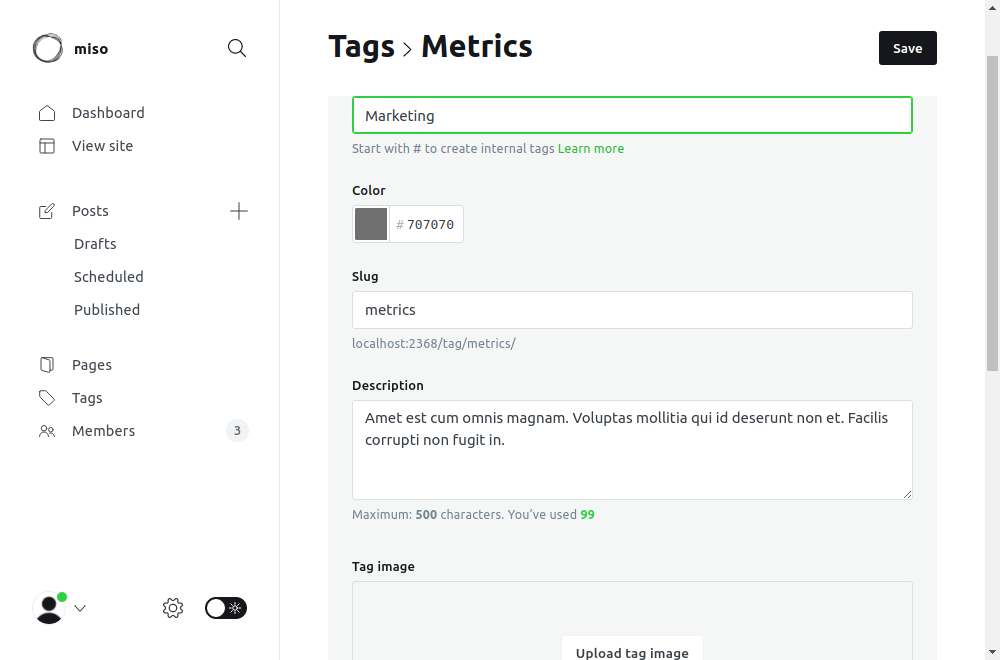 miso
Dashboard
View site
Posts
Drafts
Scheduled
Published
Pages
Tags
Members
3
Tags > Metrics
Save
Marketing
Start with # to create internal tags Learn more
Color
# 707070
Slug
metrics
localhost:2368/tag/metrics/
Description
Amet est cum omnis magnam. Voluptas mollitia qui id deserunt non et. Facilis
corrupti non fugit in.
Maximum: 500 characters. You’ve used 99
Tag image
Upload tag image